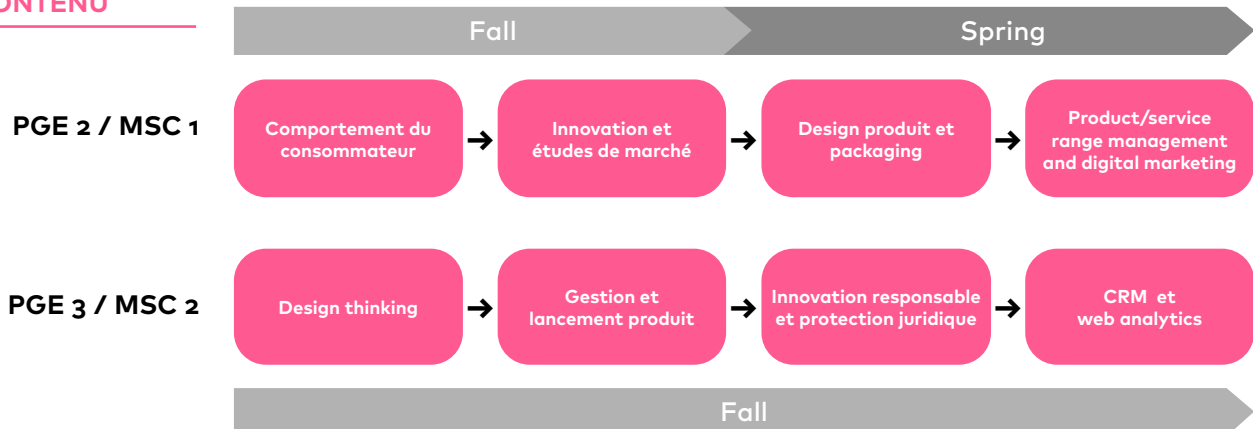 CONTENU
Fall
Spring
PGE 2 / MSC 1
Comportement du
consommateur
Innovation et
études de marché
Design produit et
packaging
Product/service
range management
and digital marketing
PGE 3 / MSC 2
Design thinking
Gestion et
lancement produit
Innovation responsable
et protection juridique
CRM et
web analytics
Fall